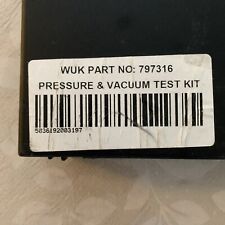 WUK PART NO: 797316
PRESSURE & VACUUM TEST KIT
5036192003197